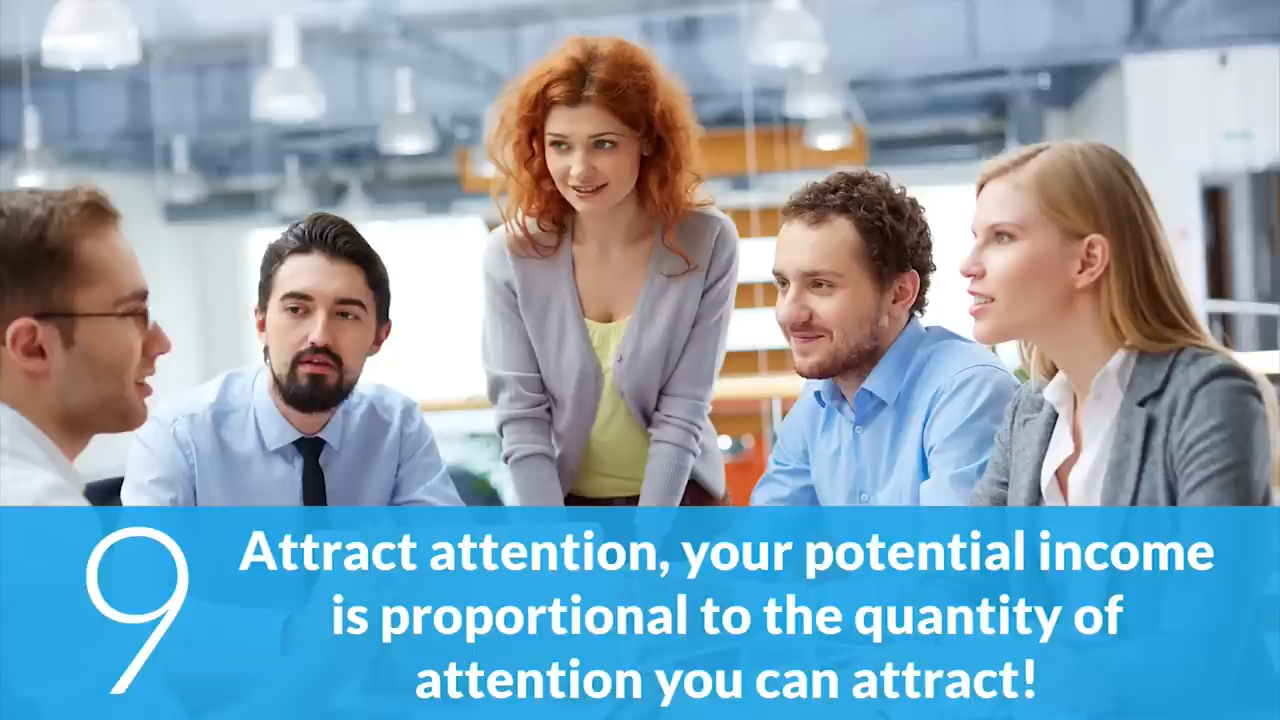 9
Attract attention, your potential income
is proportional to the quantity of
attention you can attract!